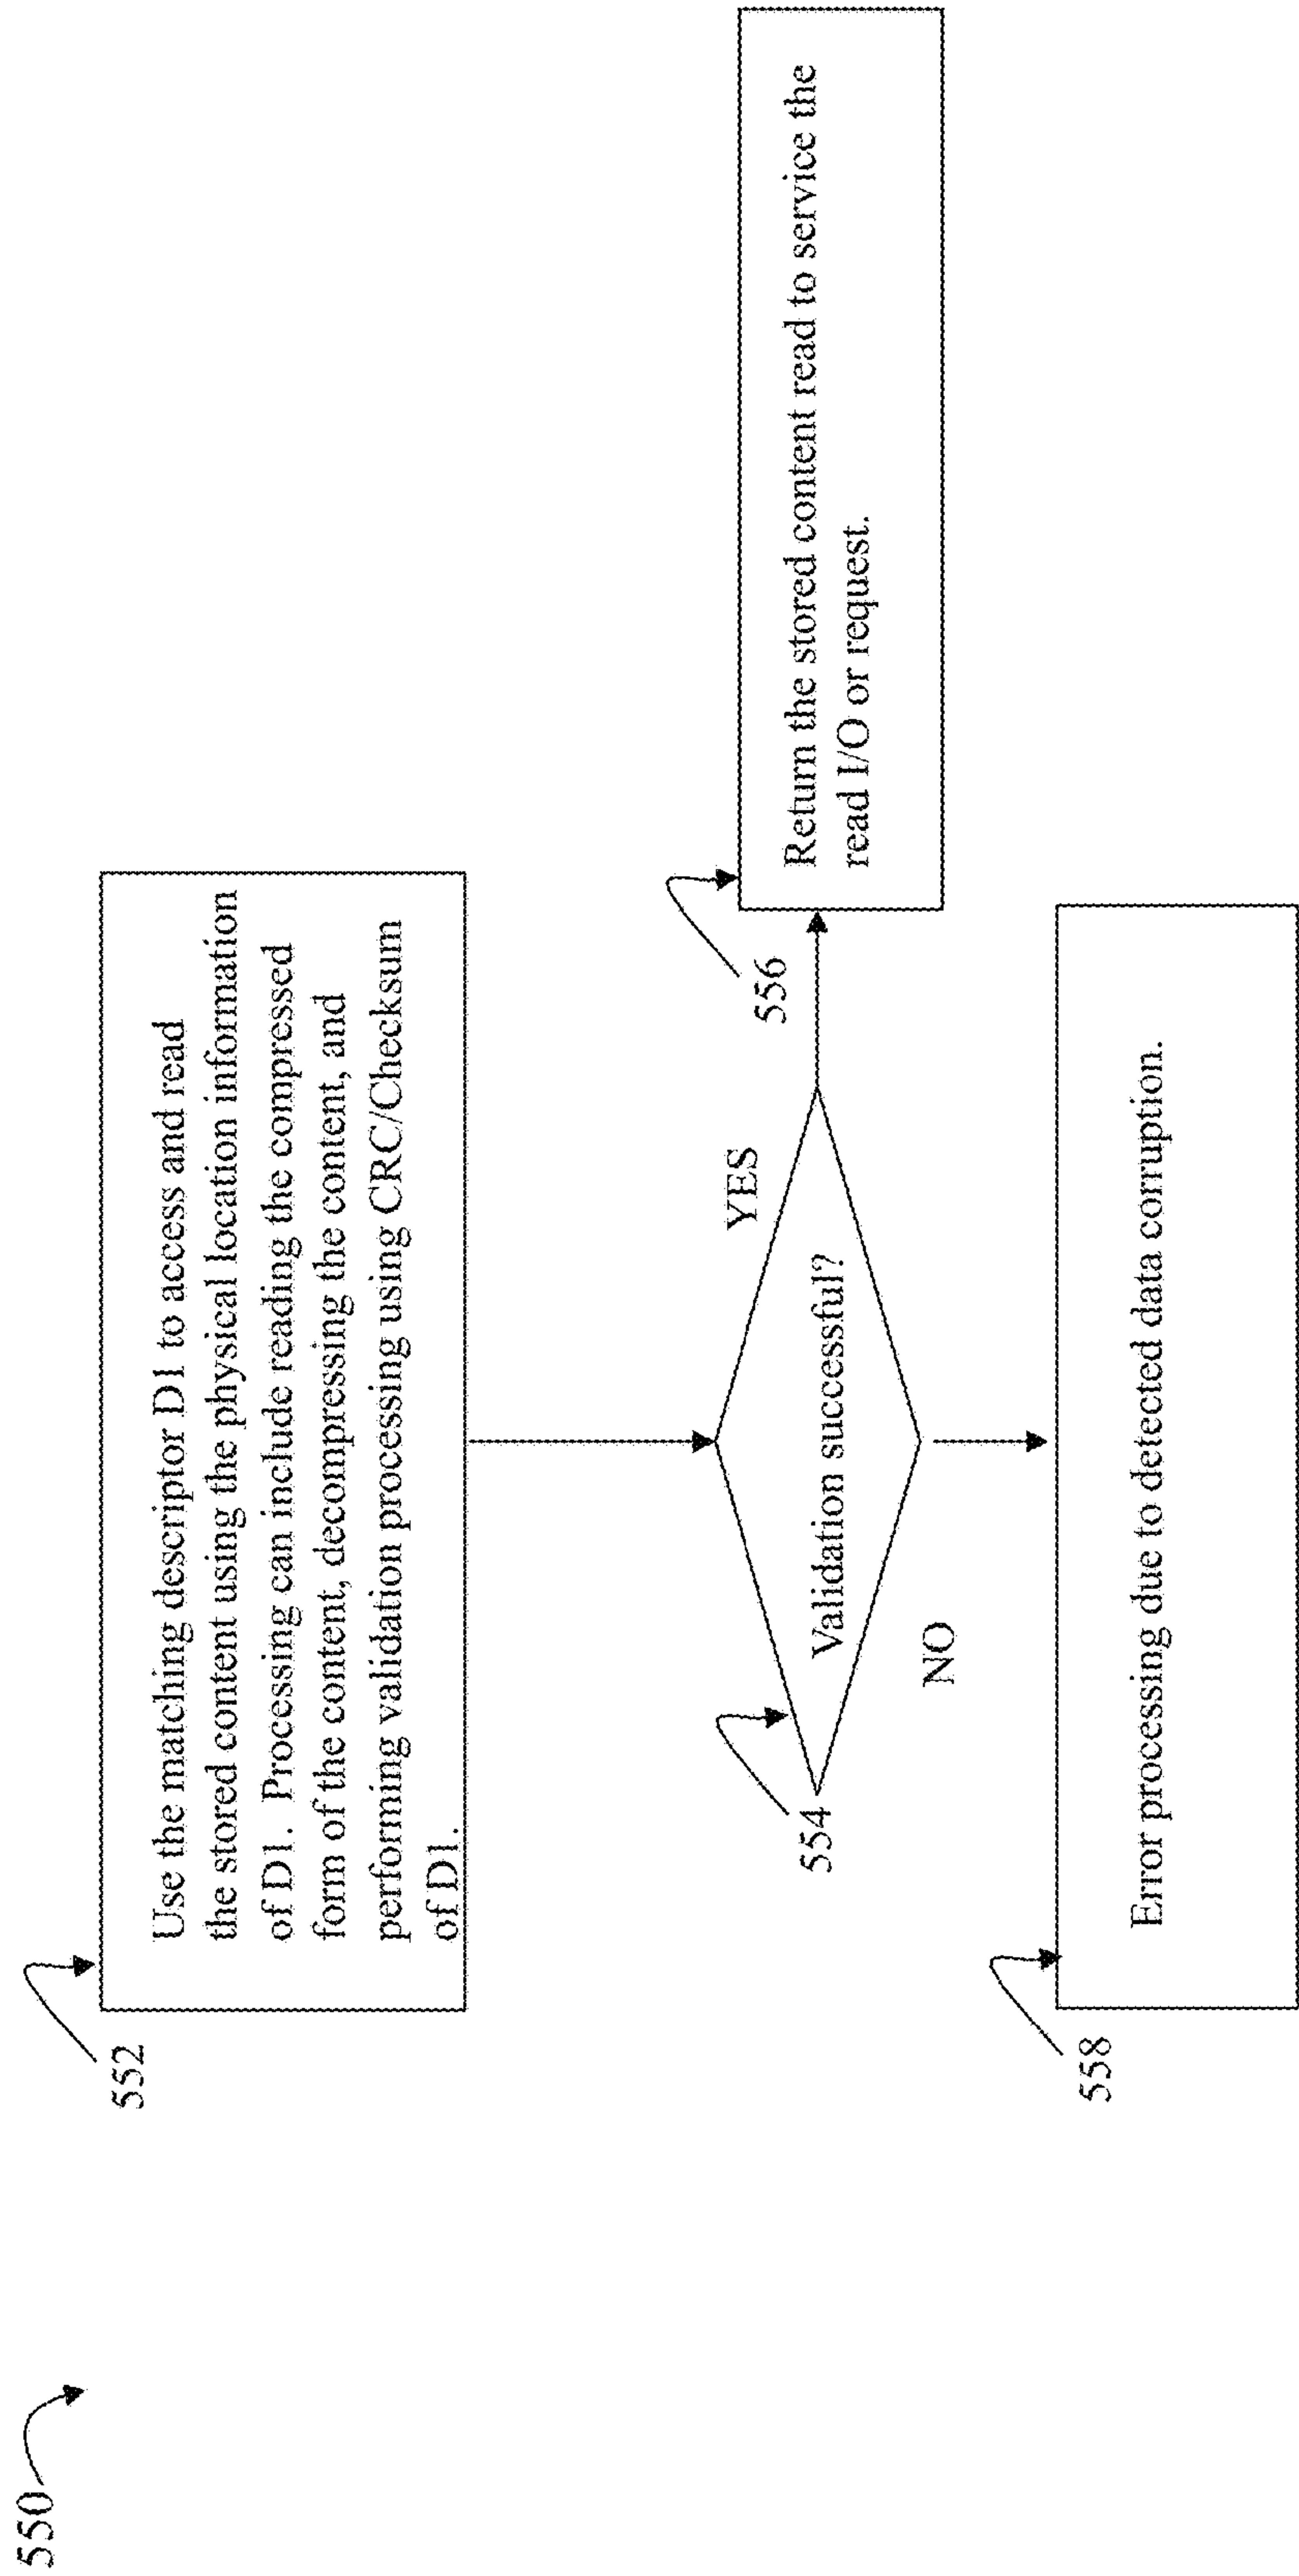 550
552
Use the matching descriptor D1 to access and read
the stored content using the physical location information
of D1. Processing can include reading the compressed
form of the content, decompressing the content, and
performing validation processing using CRC/Checksum
of D1.
554
Validation successful?
YES
556
Return the stored content read to service the
read I/O or request.
NO
558
Error processing due to detected data corruption.